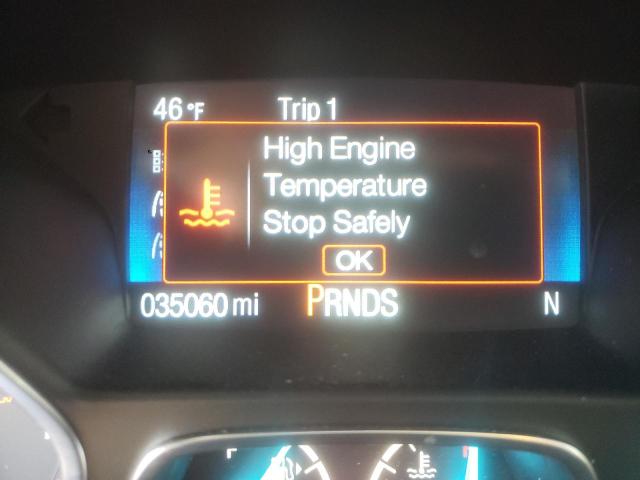 46°F Trip 1
High Engine
Temperature
Stop Safely
OK
035060 mi PRNDS N